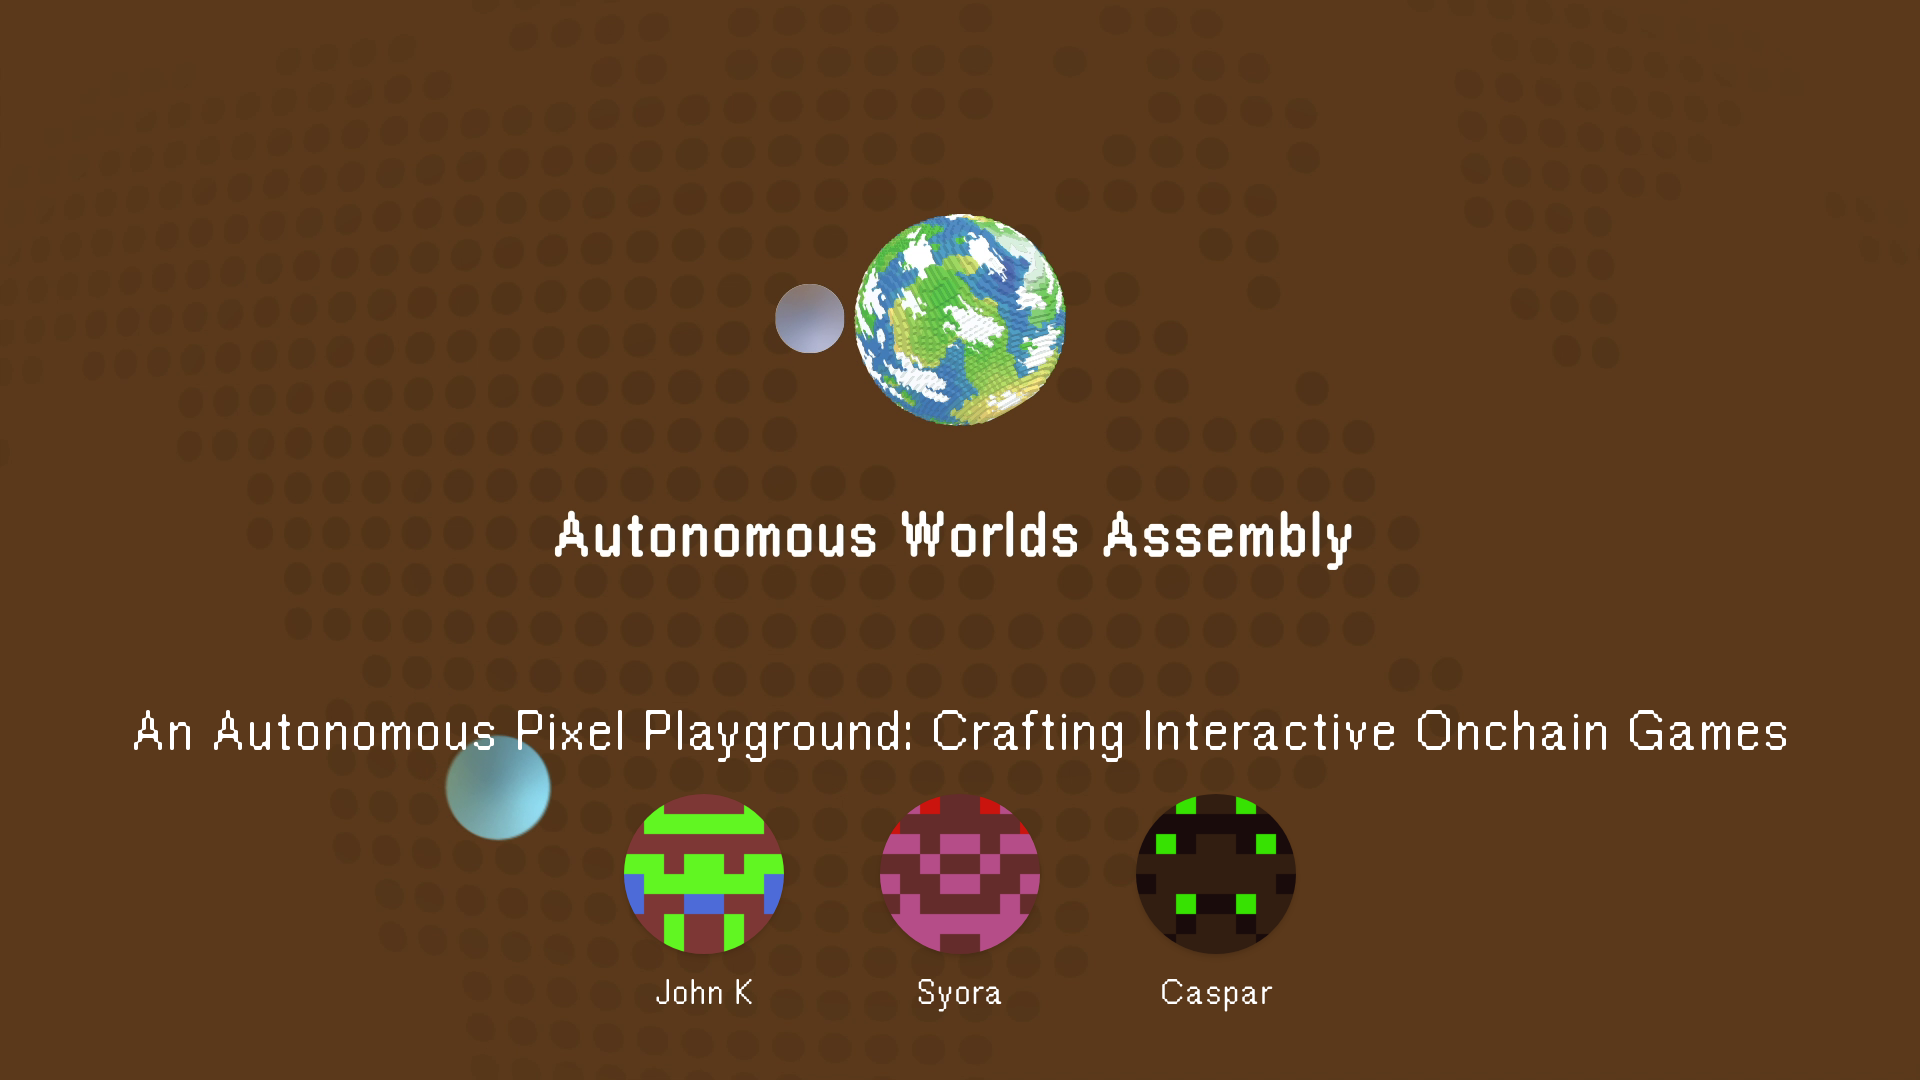 Autonomous Worlds Assembly
An Autonomous Pixel Playground: Crafting Interactive Onchain Games
John K
Syora
Caspar